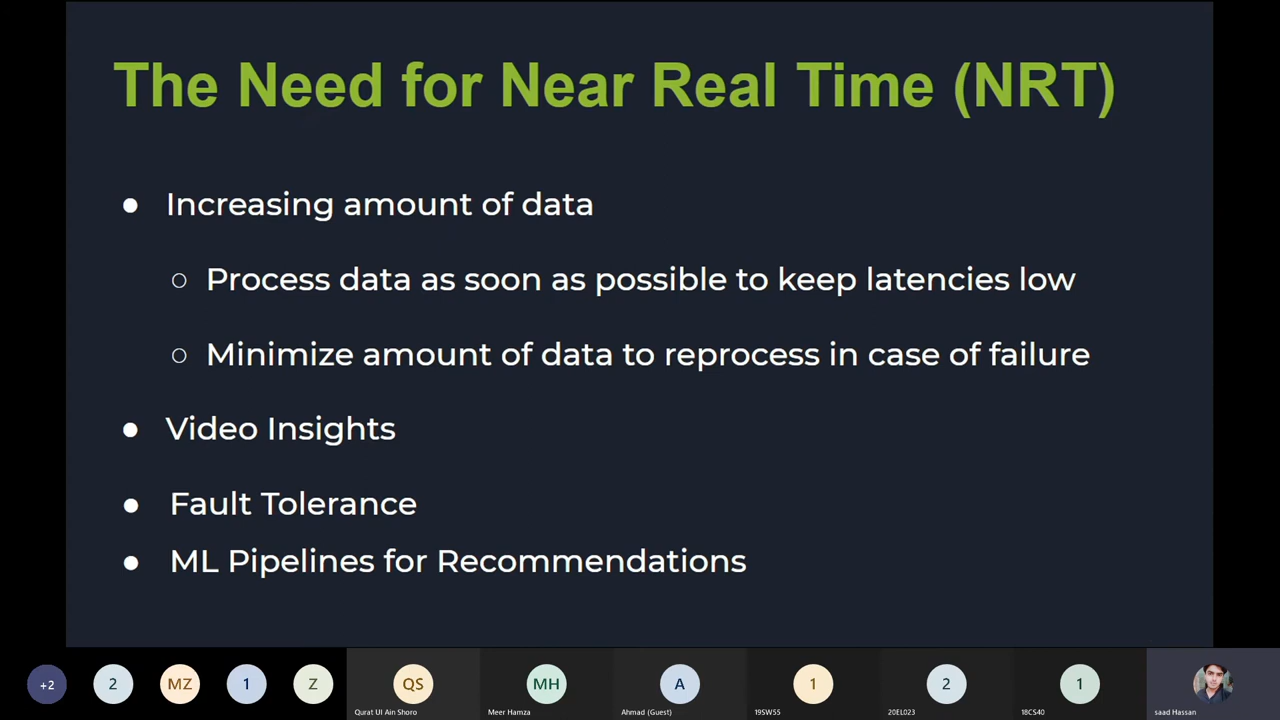 The Need for Near Real Time (NRT)
● Increasing amount of data
○ Process data as soon as possible to keep latencies low
○ Minimize amount of data to reprocess in case of failure
● Video Insights
● Fault Tolerance
● ML Pipelines for Recommendations
+2
2
MZ
1
Z
QS
MH
A
1
2
1
Qurat Ul Ain Shoro
Meer Hamza
Ahmad (Guest)
19SW55
20EL023
18CS40
saad Hassan